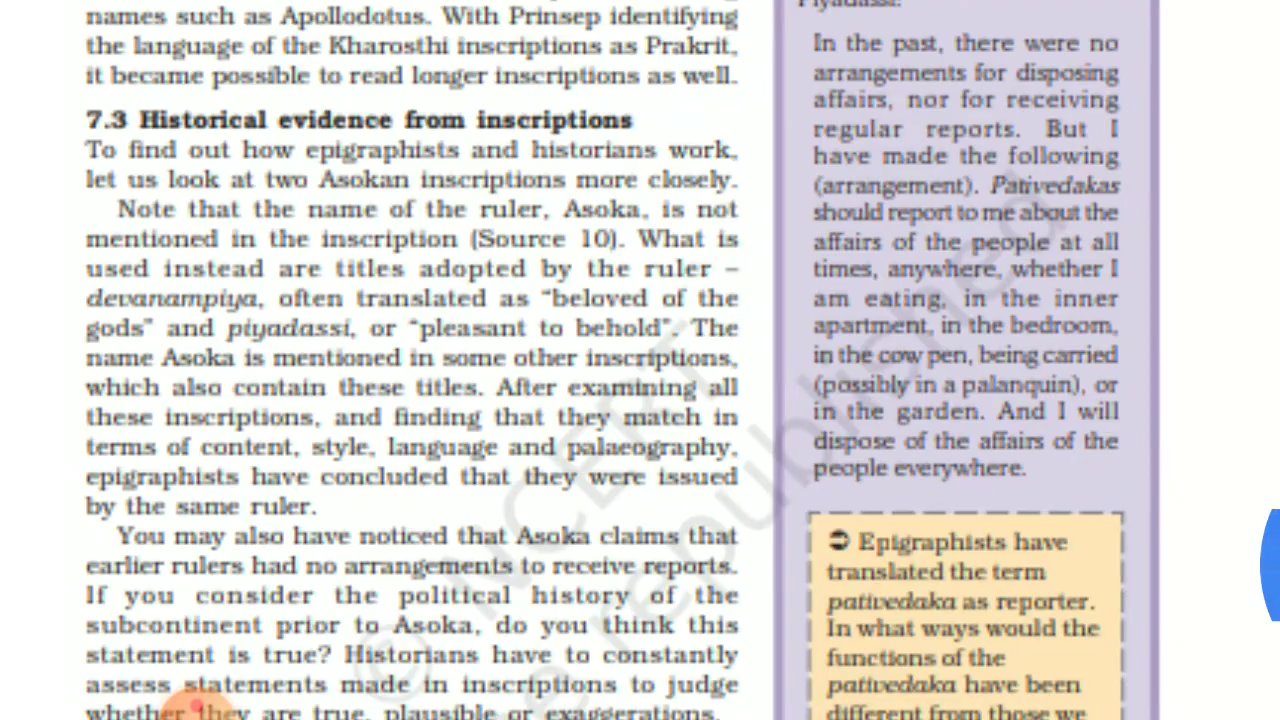 names such as Apollodotus. With Prinsep identifying
the language of the Kharosthi inscriptions as Prakrit,
it became possible to read longer inscriptions as well.
7.3 Historical evidence from inscriptions
To find out how epigraphists and historians work,
let us look at two Asokan inscriptions more closely.
Note that the name of the ruler, Asoka, is not
mentioned in the inscription (Source 10). What is
used instead are titles adopted by the ruler –
devanampiya, often translated as “beloved of the
gods” and piyadassi, or “pleasant to behold”. The
name Asoka is mentioned in some other inscriptions,
which also contain these titles. After examining all
these inscriptions, and finding that they match in
terms of content, style, language and palaeography,
epigraphists have concluded that they were issued
by the same ruler.
You may also have noticed that Asoka claims that
earlier rulers had no arrangements to receive reports.
If you consider the political history of the
subcontinent prior to Asoka, do you think this
statement is true? Historians have to constantly
assess statements made in inscriptions to judge
whether they are true, plausible or exaggerations.
Piyadassi:
In the past, there were no
arrangements for disposing
affairs, nor for receiving
regular reports. But I
have made the following
(arrangement). Pativedakas
should report to me about the
affairs of the people at all
times, anywhere, whether I
am eating, in the inner
apartment, in the bedroom,
in the cow pen, being carried
(possibly in a palanquin), or
in the garden. And I will
dispose of the affairs of the
people everywhere.
➲ Epigraphists have
translated the term
pativedaka as reporter.
In what ways would the
functions of the
pativedaka have been
different from those we
© NCERT
be republished